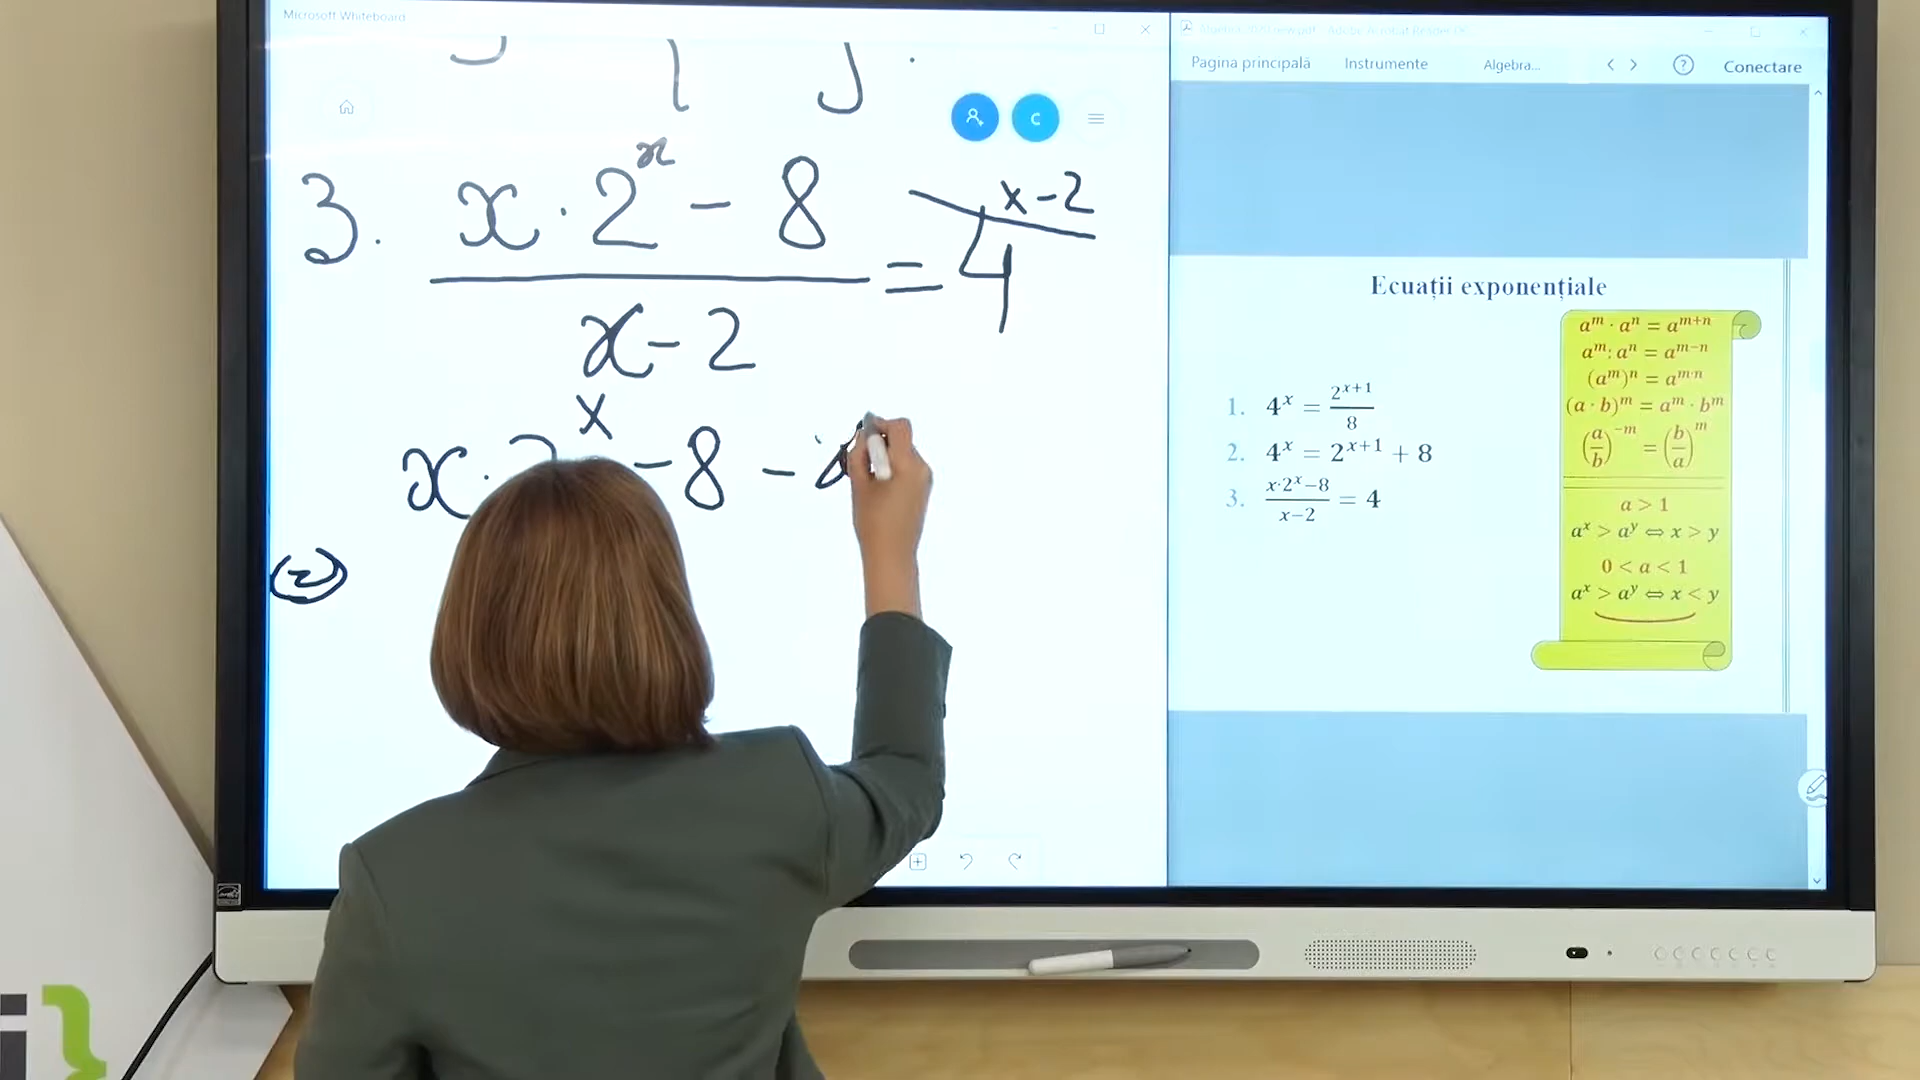 Microsoft Whiteboard
3. x·2^x - 8 / x - 2 = 4 x-2
x·2^x - 8 -
2
C
Pagina principală Instrumente Algebra... Conectare
Ecuații exponențiale
1. 4^x = 2^{x+1}/8
2. 4^x = 2^{x+1} + 8
3. x·2^x-8/x-2 = 4
a^m · a^n = a^{m+n}
a^m : a^n = a^{m-n}
(a^m)^n = a^{m·n}
(a · b)^m = a^m · b^m
(a/b)^{-m} = (b/a)^m
a > 1
a^x > a^y ⇔ x > y
0 < a < 1
a^x > a^y ⇔ x < y